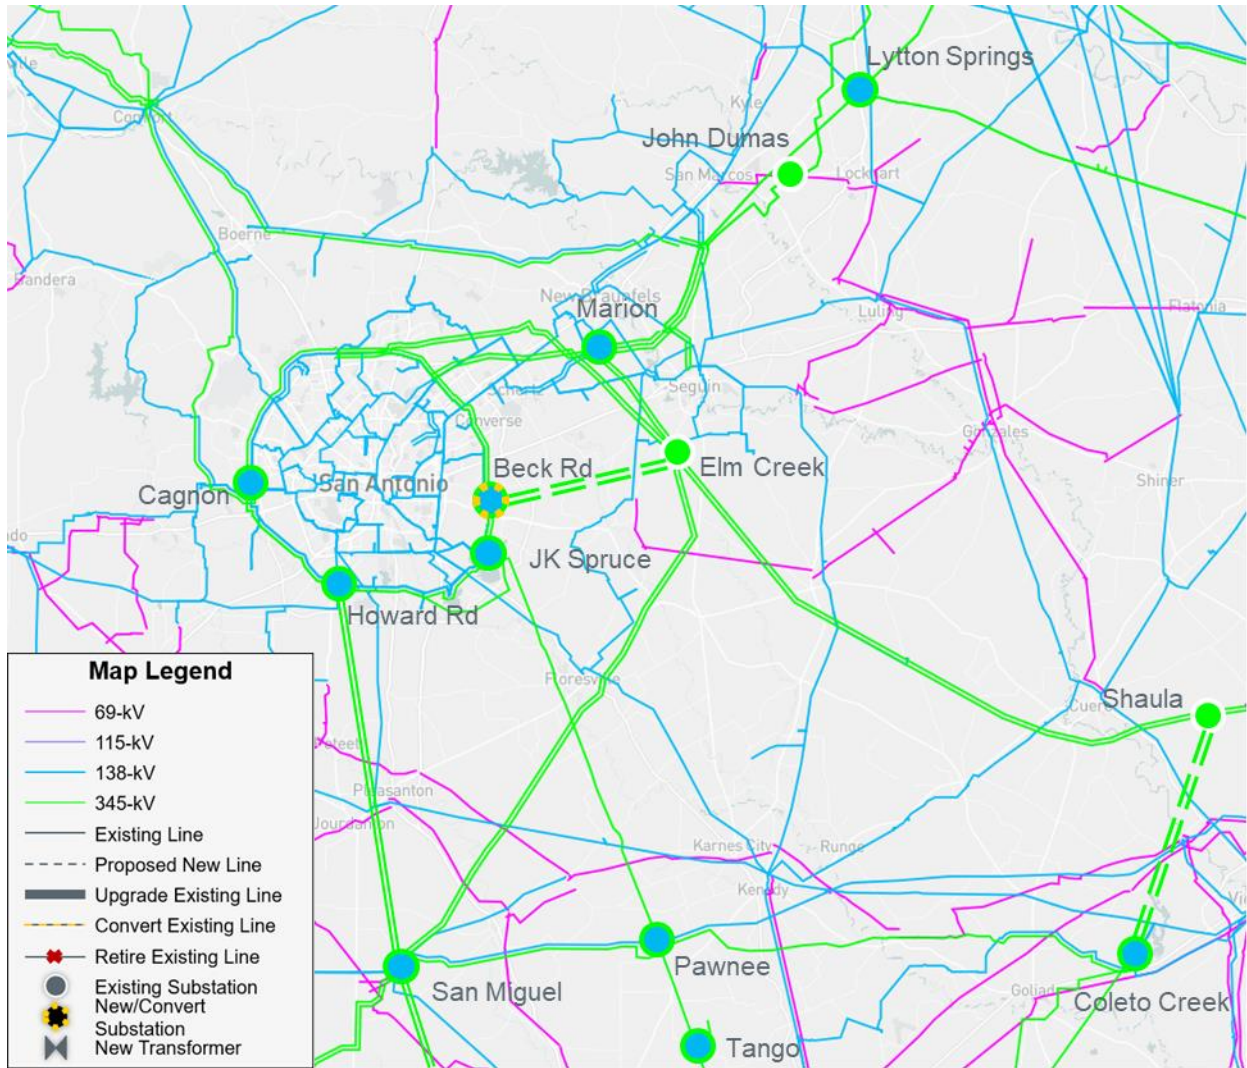 Lytton Springs
Kyle
John Dumas
San Marcos
Lockhart
Boerne
Bandera
New Braunfels
Marion
Luling
Flatonia
Schertz
Seguin
Converse
Gonzales
Beck Rd
Elm Creek
San Antonio
Shiner
Cagnon
JK Spruce
Howard Rd
Floresville
Cuero
Shaula
Map Legend
69-kV
115-kV
138-kV
345-kV
Existing Line
Proposed New Line
Upgrade Existing Line
Convert Existing Line
Retire Existing Line
Existing Substation
New/Convert
Substation
New Transformer
Pleasanton
Jourdanton
Karnes City
Runge
Kenedy
Pawnee
San Miguel
Goliad
Coleto Creek
Tango